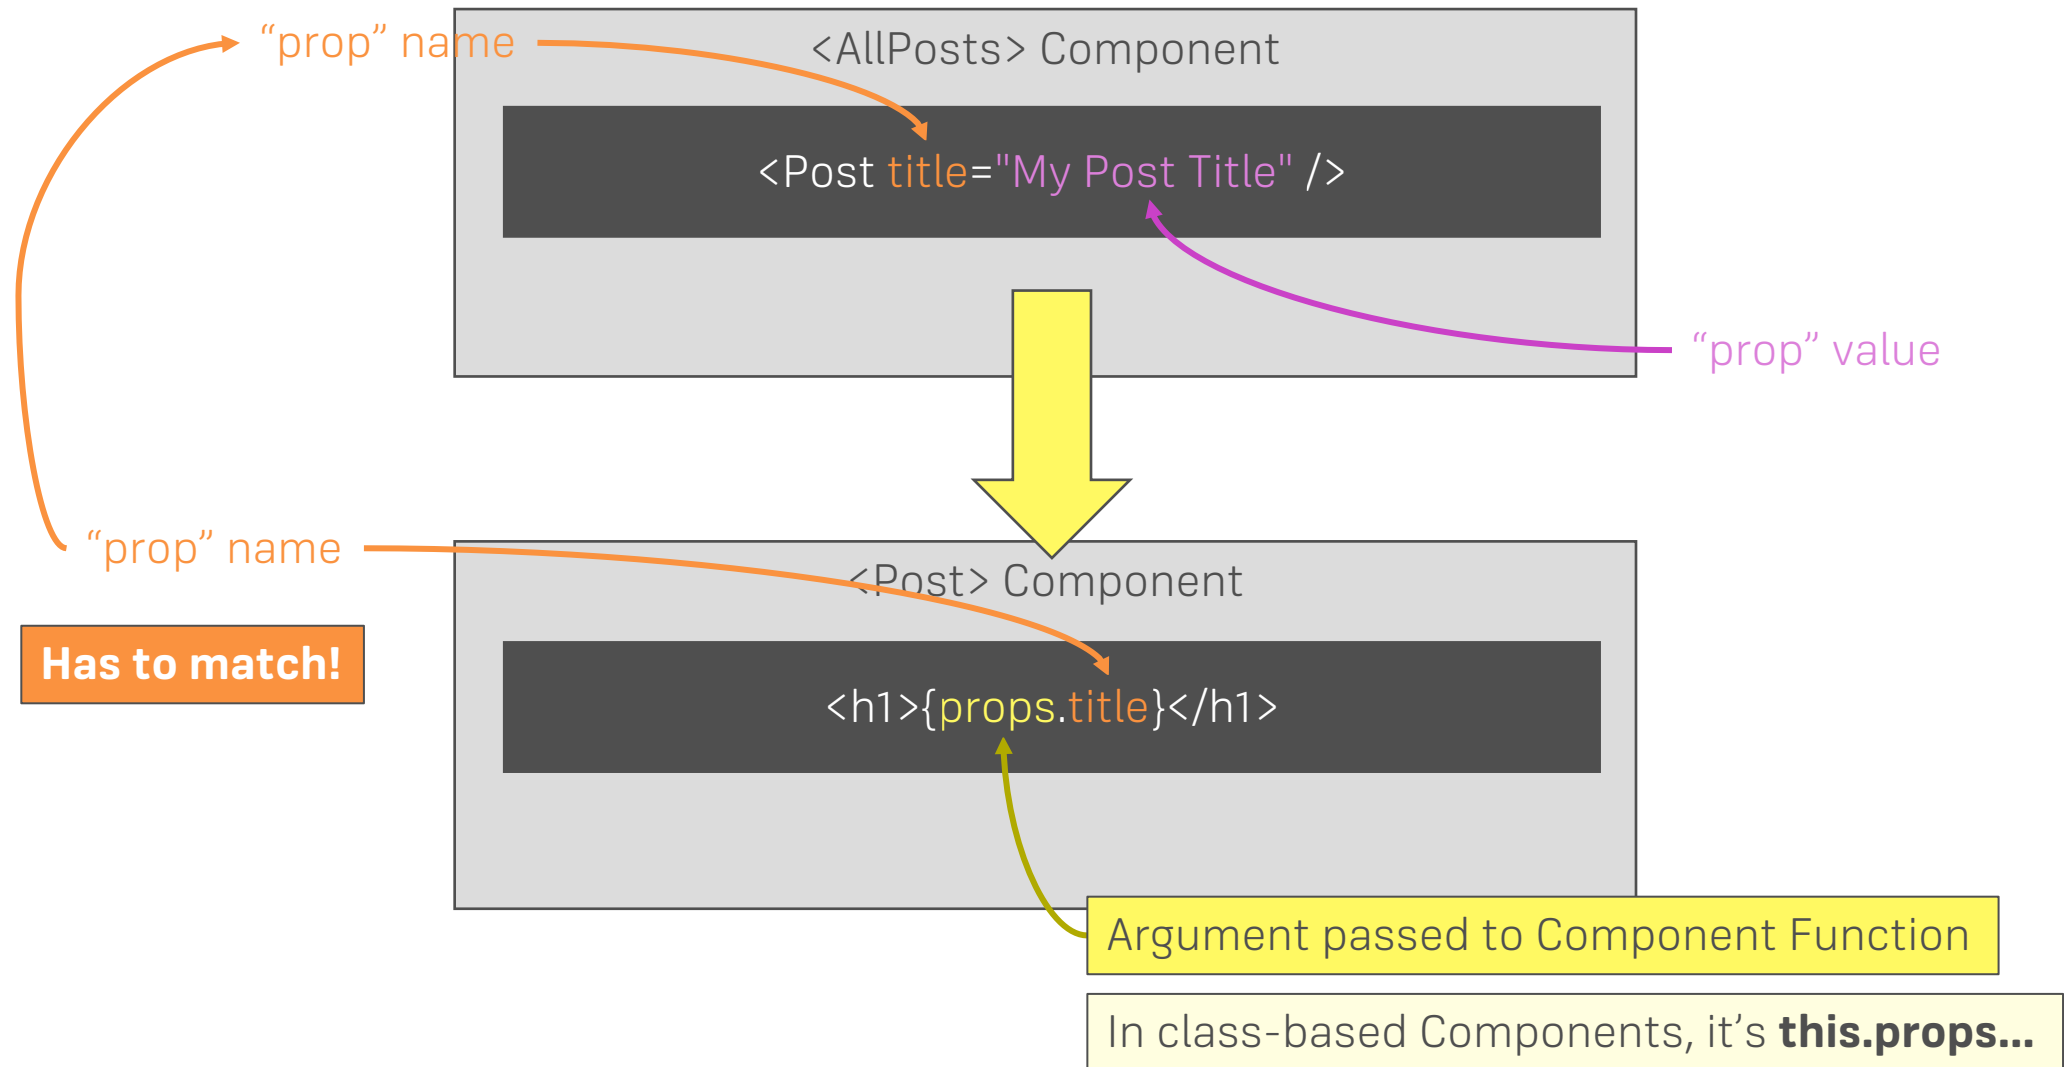 “prop” name
<AllPosts> Component
<Post title="My Post Title" />
“prop” value
“prop” name
<Post> Component
Has to match!
<h1>{props.title}</h1>
Argument passed to Component Function
In class-based Components, it’s this.props...